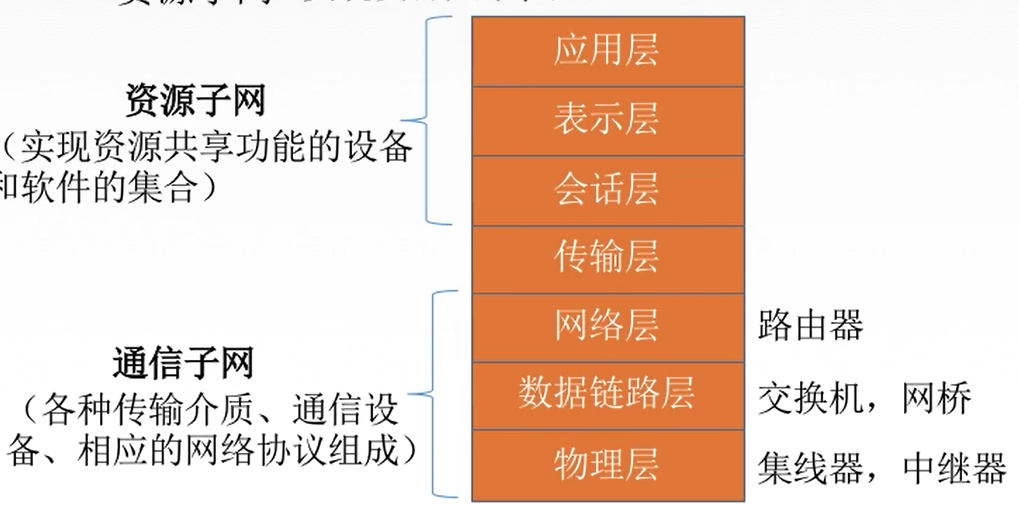 应用层
资源子网
表示层
（实现资源共享功能的设备
和软件的集合）
会话层
传输层
网络层 路由器
通信子网
数据链路层 交换机，网桥
（各种传输介质、通信设
备、相应的网络协议组成）
物理层 集线器，中继器